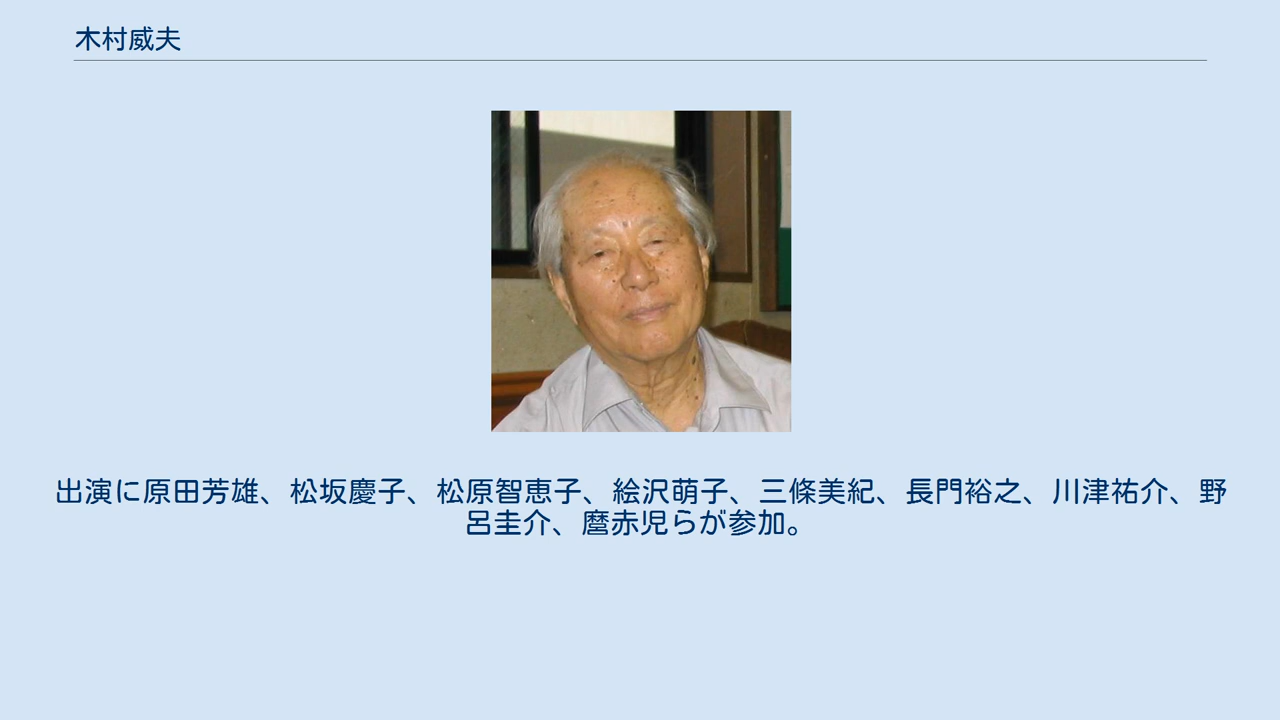 木村威夫
出演に原田芳雄、松坂慶子、松原智恵子、絵沢萌子、三條美紀、長門裕之、川津祐介、野
呂圭介、麿赤児らが参加。